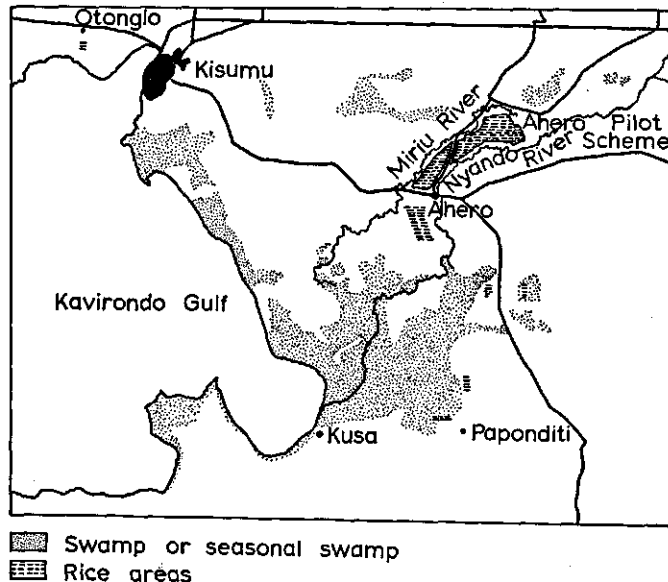 Otonglo
Kisumu
Miriu River
Ahero Pilot
Scheme
Nyando River
Ahero
Kavirondo Gulf
Kusa
Paponditi
Swamp or seasonal swamp
Rice areas